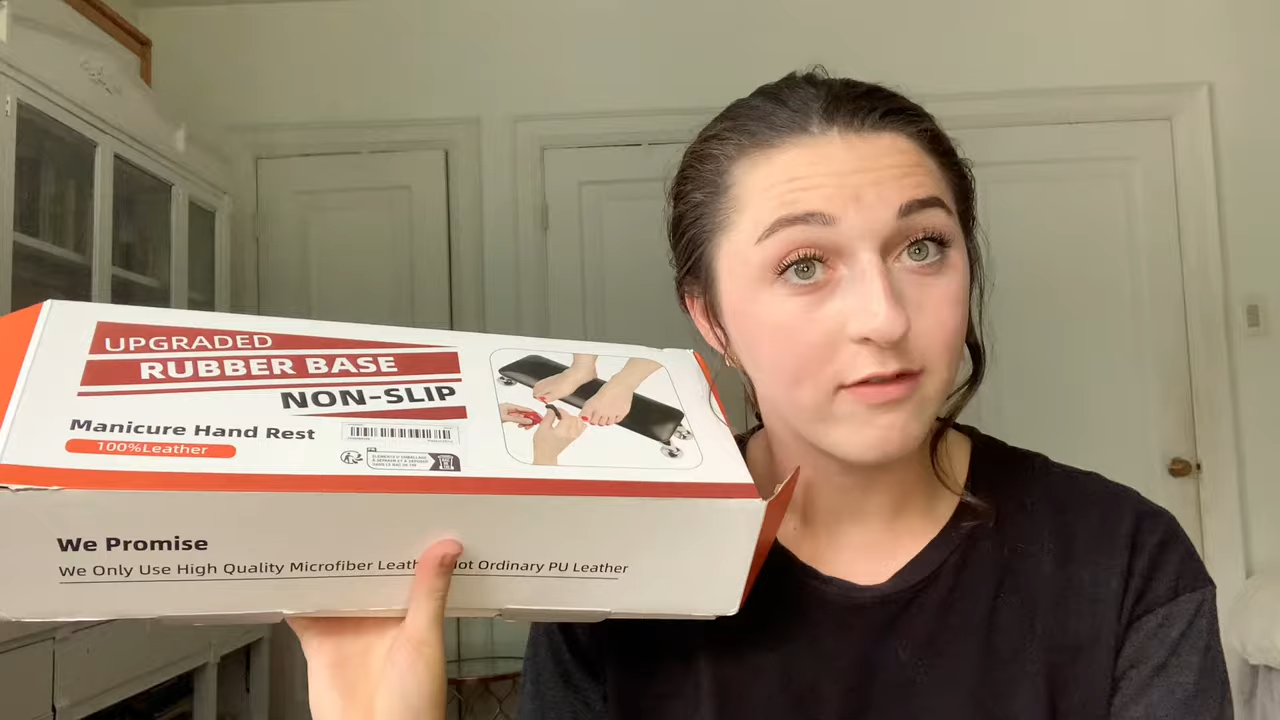 UPGRADED
RUBBER BASE
NON-SLIP
Manicure Hand Rest
100%Leather
We Promise
We Only Use High Quality Microfiber Leath ot Ordinary PU Leather